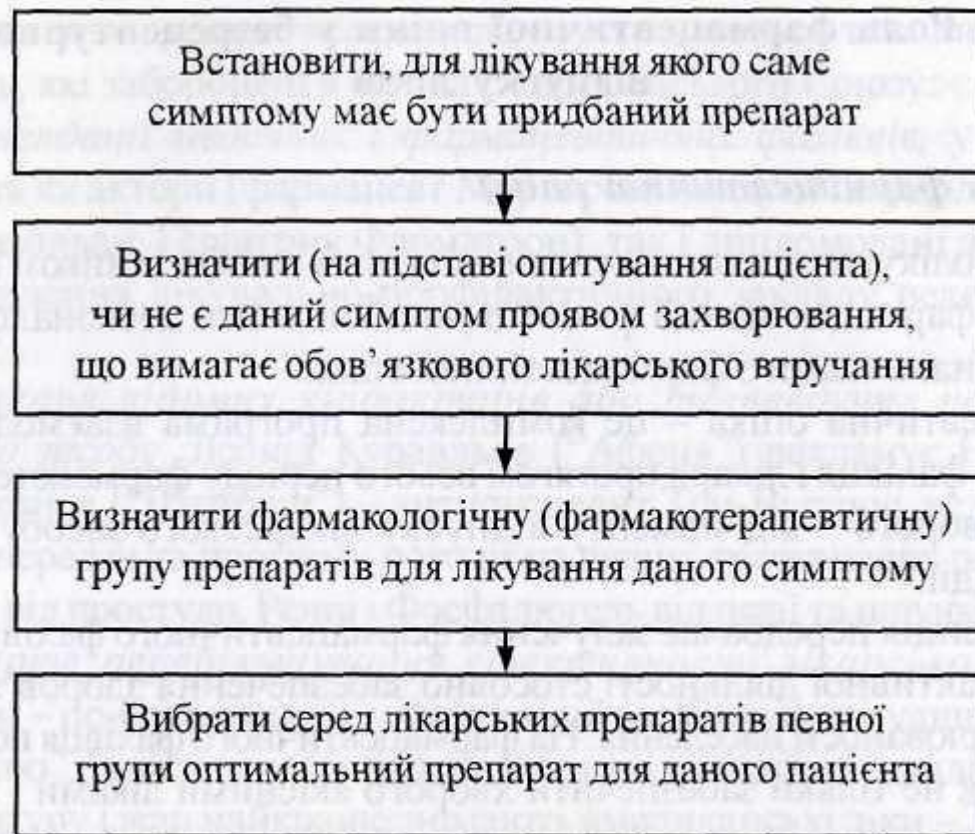 Встановити, для лікування якого саме
симптому має бути придбаний препарат
Визначити (на підставі опитування пацієнта),
чи не є даний симптом проявом захворювання,
що вимагає обов’язкового лікарського втручання
Визначити фармакологічну (фармакотерапевтичну)
групу препаратів для лікування даного симптому
Вибрати серед лікарських препаратів певної
групи оптимальний препарат для даного пацієнта